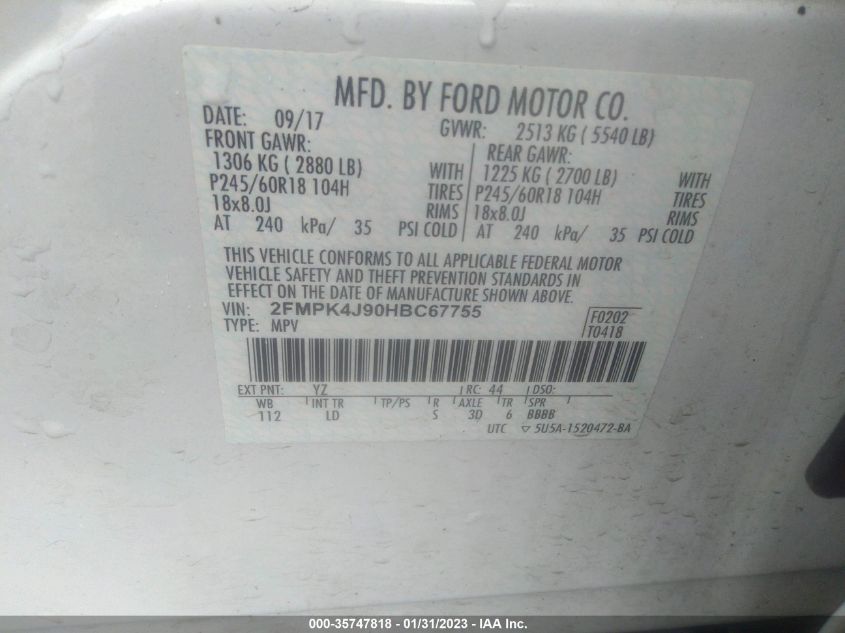 MFD. BY FORD MOTOR CO.
DATE: 09/17 GVWR: 2513 KG ( 5540 LB)
FRONT GAWR: REAR GAWR:
1306 KG ( 2880 LB) WITH 1225 KG ( 2700 LB) WITH
P245/60R18 104H TIRES P245/60R18 104H TIRES
18x8.0J RIMS 18x8.0J RIMS
AT 240 kPa/ 35 PSI COLD AT 240 kPa/ 35 PSI COLD
THIS VEHICLE CONFORMS TO ALL APPLICABLE FEDERAL MOTOR
VEHICLE SAFETY AND THEFT PREVENTION STANDARDS IN
EFFECT ON THE DATE OF MANUFACTURE SHOWN ABOVE.
VIN: 2FMPK4J90HBC67755 F0202
TYPE: MPV T0418
EXT PNT: YZ RC: 44 DSO:
WB INT TR TP/PS R AXLE TR SPR
112 LD S 3D 6 BBBB
UTC ▽ 5U5A-1520472-BA
000-35747818 - 01/31/2023 - IAA Inc.